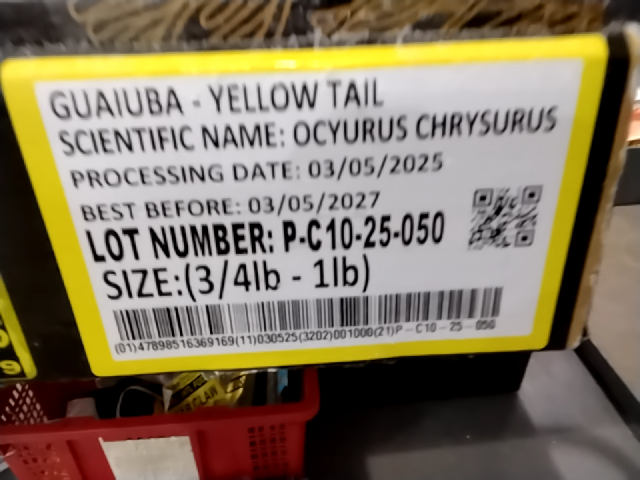 GUAIUBA - YELLOW TAIL
SCIENTIFIC NAME: OCYURUS CHRYSURUS
PROCESSING DATE: 03/05/2025
BEST BEFORE: 03/05/2027
LOT NUMBER: P-C10-25-050
SIZE:(3/4lb - 1lb)
(01)47898516369169(11)030525(3202)001000(21)P-C10-25-050